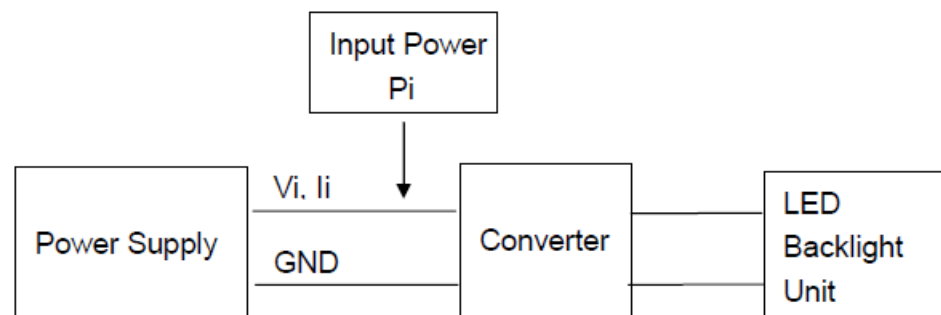 Input Power
Pi
Vi, Ii
Power Supply
GND
Converter
LED
Backlight
Unit